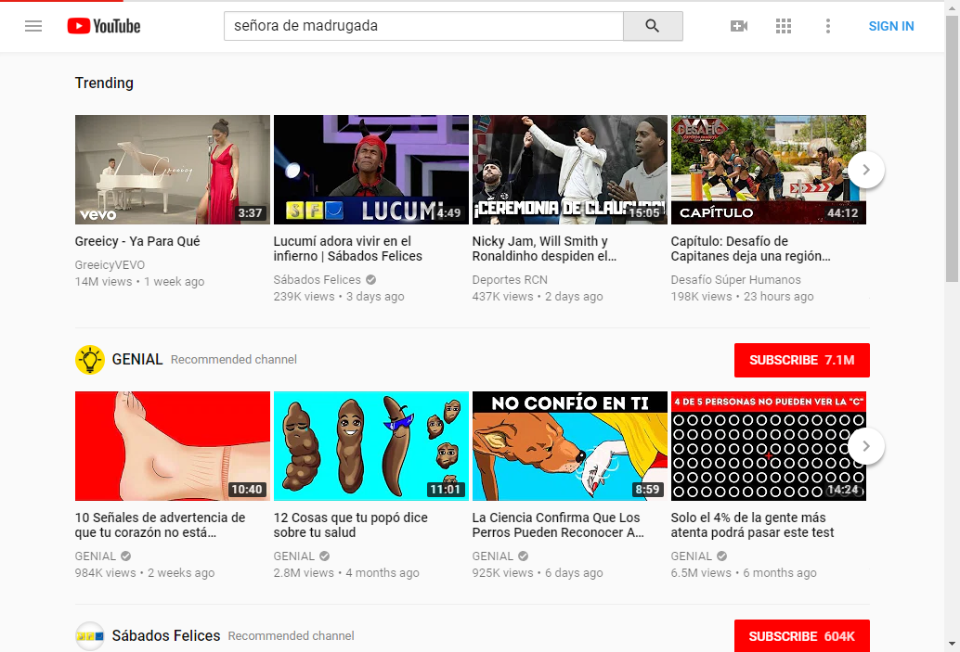 YouTube
señora de madrugada
SIGN IN
Trending
vevo
Greeicy
3:37
SFD LUCUMÍ
4:49
¡CEREMONIA DE CLAUSURA!
15:05
DESAFÍO
CAPÍTULO
44:12
Greeicy - Ya Para Qué
GreeicyVEVO
14M views • 1 week ago
Lucumí adora vivir en el
infierno | Sábados Felices
Sábados Felices
239K views • 3 days ago
Nicky Jam, Will Smith y
Ronaldinho despiden el...
Deportes RCN
437K views • 2 days ago
Capítulo: Desafío de
Capitanes deja una región...
Desafío Súper Humanos
198K views • 23 hours ago
GENIAL Recommended channel
SUBSCRIBE 7.1M
10:40
11:01
NO CONFÍO EN TI
8:59
4 DE 5 PERSONAS NO PUEDEN VER LA "C"
14:24
10 Señales de advertencia de
que tu corazón no está...
GENIAL
984K views • 2 weeks ago
12 Cosas que tu popó dice
sobre tu salud
GENIAL
2.8M views • 4 months ago
La Ciencia Confirma Que Los
Perros Pueden Reconocer A...
GENIAL
925K views • 6 days ago
Solo el 4% de la gente más
atenta podrá pasar este test
GENIAL
6.5M views • 6 months ago
Sábados Felices Recommended channel
SUBSCRIBE 604K